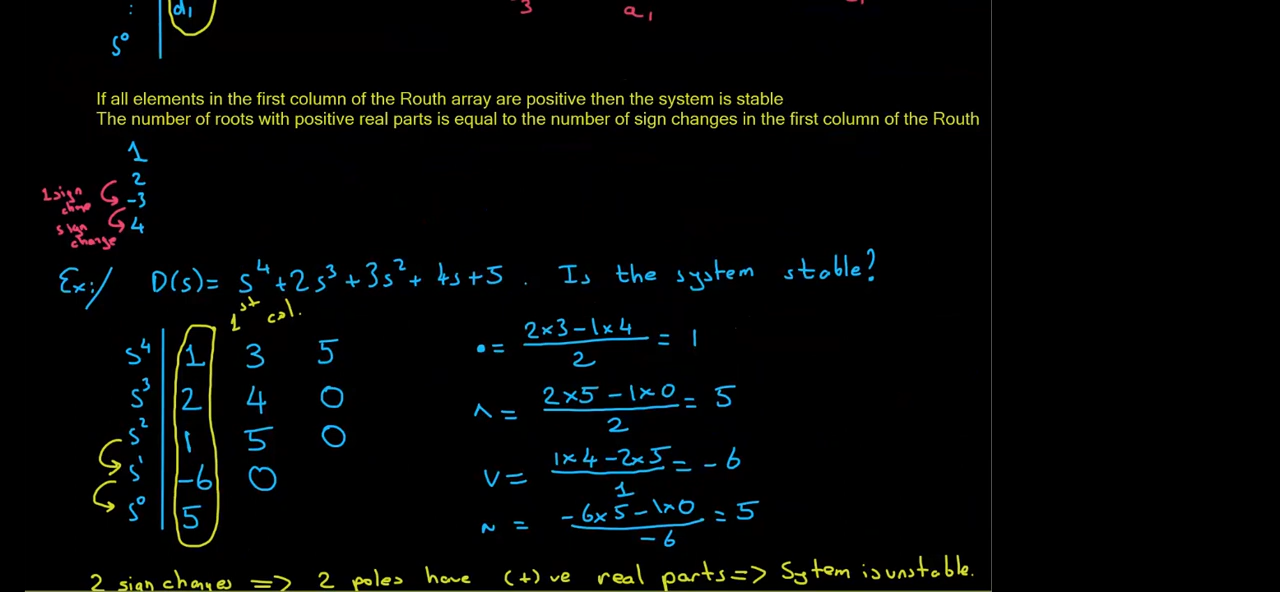 : d₁ 3 a₁
s⁰
If all elements in the first column of the Routh array are positive then the system is stable
The number of roots with positive real parts is equal to the number of sign changes in the first column of the Routh
1
2
1 sign -3
sign 4
change
Ex:/ D(s)= s⁴+2s³+3s²+4s+5. Is the system stable?
1st col.
s⁴ 1 3 5 • = (2×3-1×4)/2 = 1
s³ 2 4 0 ^ = (2×5-1×0)/2 = 5
s² 1 5 0
s¹ -6 0 v = (1×4-2×5)/1 = -6
s⁰ 5 ~ = (-6×5-1×0)/-6 = 5
2 sign changes => 2 poles have (+)ve real parts => System is unstable.